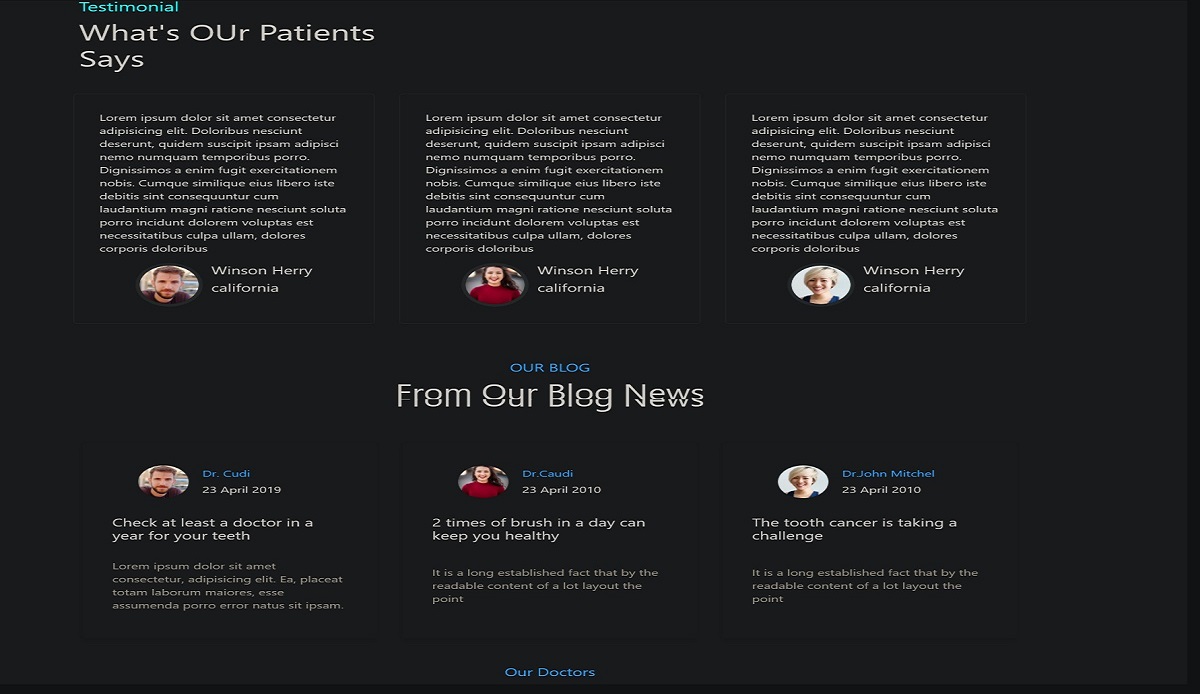 Testimonial
What's OUr Patients
Says
Lorem ipsum dolor sit amet consectetur
adipisicing elit. Doloribus nesciunt
deserunt, quidem suscipit ipsam adipisci
nemo numquam temporibus porro.
Dignissimos a enim fugit exercitationem
nobis. Cumque similique eius libero iste
debitis sint consequuntur cum
laudantium magni ratione nesciunt soluta
porro incidunt dolorem voluptas est
necessitatibus culpa ullam, dolores
corporis doloribus
Winson Herry
california
Lorem ipsum dolor sit amet consectetur
adipisicing elit. Doloribus nesciunt
deserunt, quidem suscipit ipsam adipisci
nemo numquam temporibus porro.
Dignissimos a enim fugit exercitationem
nobis. Cumque similique eius libero iste
debitis sint consequuntur cum
laudantium magni ratione nesciunt soluta
porro incidunt dolorem voluptas est
necessitatibus culpa ullam, dolores
corporis doloribus
Winson Herry
california
Lorem ipsum dolor sit amet consectetur
adipisicing elit. Doloribus nesciunt
deserunt, quidem suscipit ipsam adipisci
nemo numquam temporibus porro.
Dignissimos a enim fugit exercitationem
nobis. Cumque similique eius libero iste
debitis sint consequuntur cum
laudantium magni ratione nesciunt soluta
porro incidunt dolorem voluptas est
necessitatibus culpa ullam, dolores
corporis doloribus
Winson Herry
california
OUR BLOG
From Our Blog News
Dr. Cudi
23 April 2019
Check at least a doctor in a
year for your teeth
Lorem ipsum dolor sit amet
consectetur, adipisicing elit. Ea, placeat
totam laborum maiores, esse
assumenda porro error natus sit ipsam.
Dr.Caudi
23 April 2010
2 times of brush in a day can
keep you healthy
It is a long established fact that by the
readable content of a lot layout the
point
Dr.John Mitchel
23 April 2010
The tooth cancer is taking a
challenge
It is a long established fact that by the
readable content of a lot layout the
point
Our Doctors